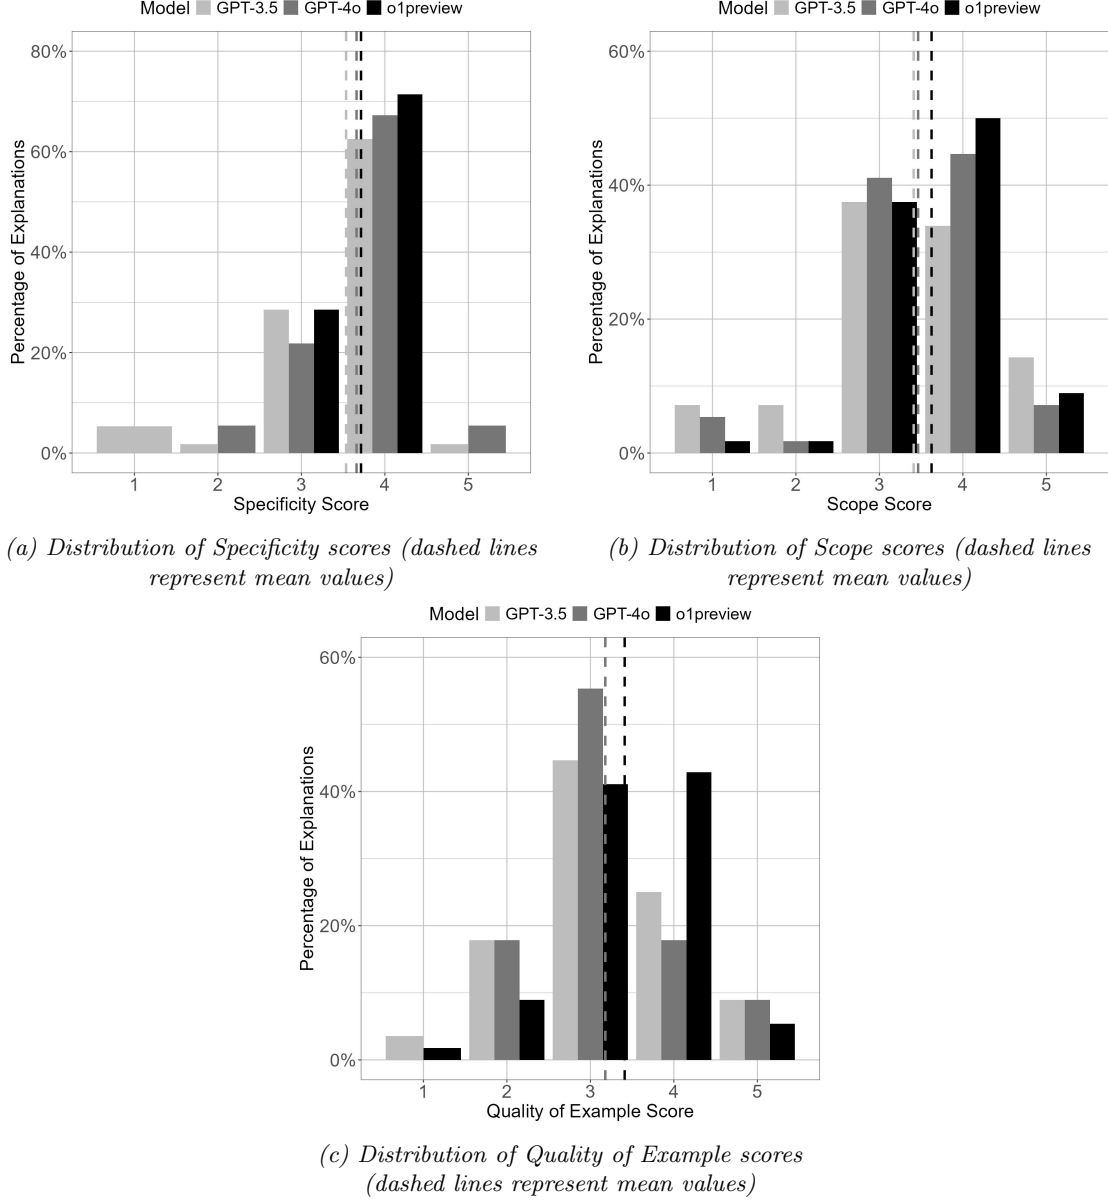 Model GPT-3.5 GPT-4o o1preview
80%
60%
40%
20%
0%
Percentage of Explanations
1 2 3 4 5
Specificity Score
(a) Distribution of Specificity scores (dashed lines
represent mean values)
Model GPT-3.5 GPT-4o o1preview
60%
40%
20%
0%
Percentage of Explanations
1 2 3 4 5
Scope Score
(b) Distribution of Scope scores (dashed lines
represent mean values)
Model GPT-3.5 GPT-4o o1preview
60%
40%
20%
0%
Percentage of Explanations
1 2 3 4 5
Quality of Example Score
(c) Distribution of Quality of Example scores
(dashed lines represent mean values)